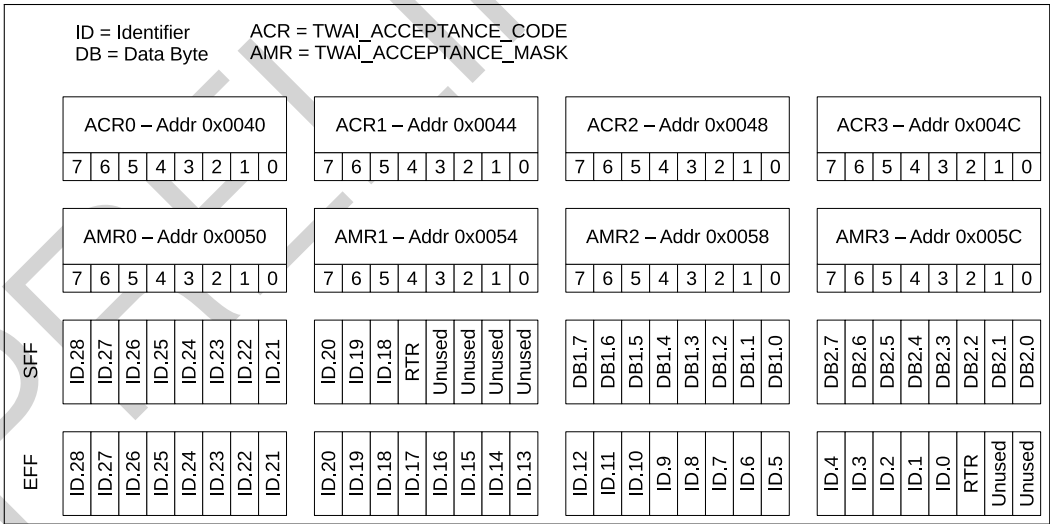 ID = Identifier ACR = TWAI_ACCEPTANCE_CODE
DB = Data Byte AMR = TWAI_ACCEPTANCE_MASK
ACR0 – Addr 0x0040 ACR1 – Addr 0x0044 ACR2 – Addr 0x0048 ACR3 – Addr 0x004C
7 6 5 4 3 2 1 0 7 6 5 4 3 2 1 0 7 6 5 4 3 2 1 0 7 6 5 4 3 2 1 0
AMR0 – Addr 0x0050 AMR1 – Addr 0x0054 AMR2 – Addr 0x0058 AMR3 – Addr 0x005C
7 6 5 4 3 2 1 0 7 6 5 4 3 2 1 0 7 6 5 4 3 2 1 0 7 6 5 4 3 2 1 0
SFF ID.28 ID.27 ID.26 ID.25 ID.24 ID.23 ID.22 ID.21 ID.20 ID.19 ID.18 RTR Unused Unused Unused Unused DB1.7 DB1.6 DB1.5 DB1.4 DB1.3 DB1.2 DB1.1 DB1.0 DB2.7 DB2.6 DB2.5 DB2.4 DB2.3 DB2.2 DB2.1 DB2.0
EFF ID.28 ID.27 ID.26 ID.25 ID.24 ID.23 ID.22 ID.21 ID.20 ID.19 ID.18 ID.17 ID.16 ID.15 ID.14 ID.13 ID.12 ID.11 ID.10 ID.9 ID.8 ID.7 ID.6 ID.5 ID.4 ID.3 ID.2 ID.1 ID.0 RTR Unused Unused